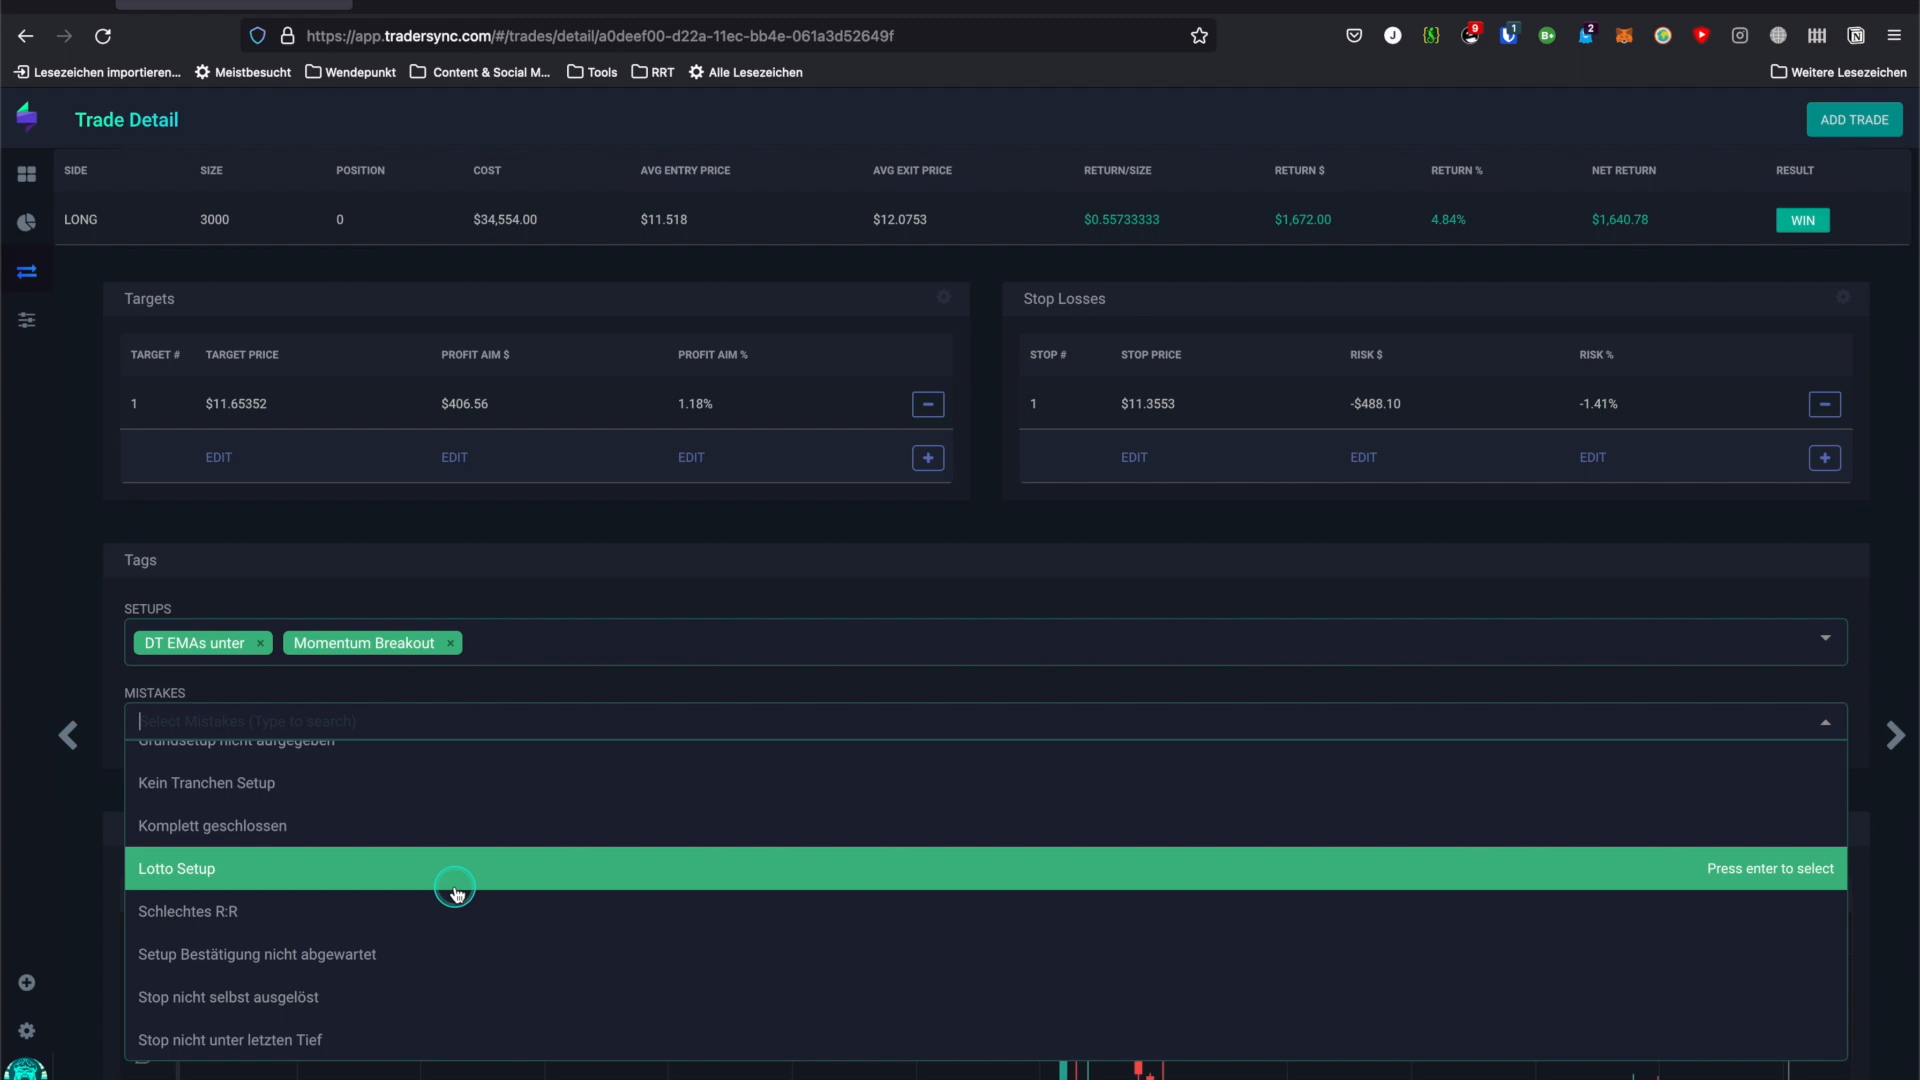 https://app.tradersync.com/#/trades/detail/a0deef00-d22a-11ec-bb4e-061a3d52649f
J 9 1 B+ 2
Lesezeichen importieren... Meistbesucht Wendepunkt Content & Social M... Tools RRT Alle Lesezeichen Weitere Lesezeichen
Trade Detail ADD TRADE
SIDE SIZE POSITION COST AVG ENTRY PRICE AVG EXIT PRICE RETURN/SIZE RETURN $ RETURN % NET RETURN RESULT
LONG 3000 0 $34,554.00 $11.518 $12.0753 $0.55733333 $1,672.00 4.84% $1,640.78 WIN
Targets
TARGET # TARGET PRICE PROFIT AIM $ PROFIT AIM %
1 $11.65352 $406.56 1.18%
EDIT EDIT EDIT
Stop Losses
STOP # STOP PRICE RISK $ RISK %
1 $11.3553 -$488.10 -1.41%
EDIT EDIT EDIT
Tags
SETUPS
DT EMAs unter × Momentum Breakout ×
MISTAKES
Select Mistakes (Type to search)
Grundsetup nicht aufgegeben
Kein Tranchen Setup
Komplett geschlossen
Lotto Setup Press enter to select
Schlechtes R:R
Setup Bestätigung nicht abgewartet
Stop nicht selbst ausgelöst
Stop nicht unter letzten Tief